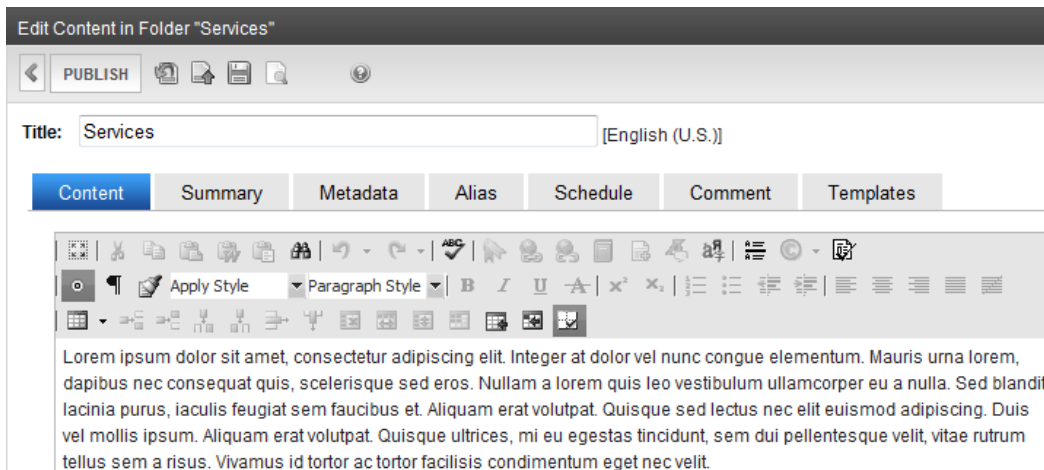 Edit Content in Folder "Services"
PUBLISH
Title: Services [English (U.S.)]
Content Summary Metadata Alias Schedule Comment Templates
ABC
Apply Style Paragraph Style B I U A x² x₂
Lorem ipsum dolor sit amet, consectetur adipiscing elit. Integer at dolor vel nunc congue elementum. Mauris urna lorem,
dapibus nec consequat quis, scelerisque sed eros. Nullam a lorem quis leo vestibulum ullamcorper eu a nulla. Sed blandit
lacinia purus, iaculis feugiat sem faucibus et. Aliquam erat volutpat. Quisque sed lectus nec elit euismod adipiscing. Duis
vel mollis ipsum. Aliquam erat volutpat. Quisque ultrices, mi eu egestas tincidunt, sem dui pellentesque velit, vitae rutrum
tellus sem a risus. Vivamus id tortor ac tortor facilisis condimentum eget nec velit.